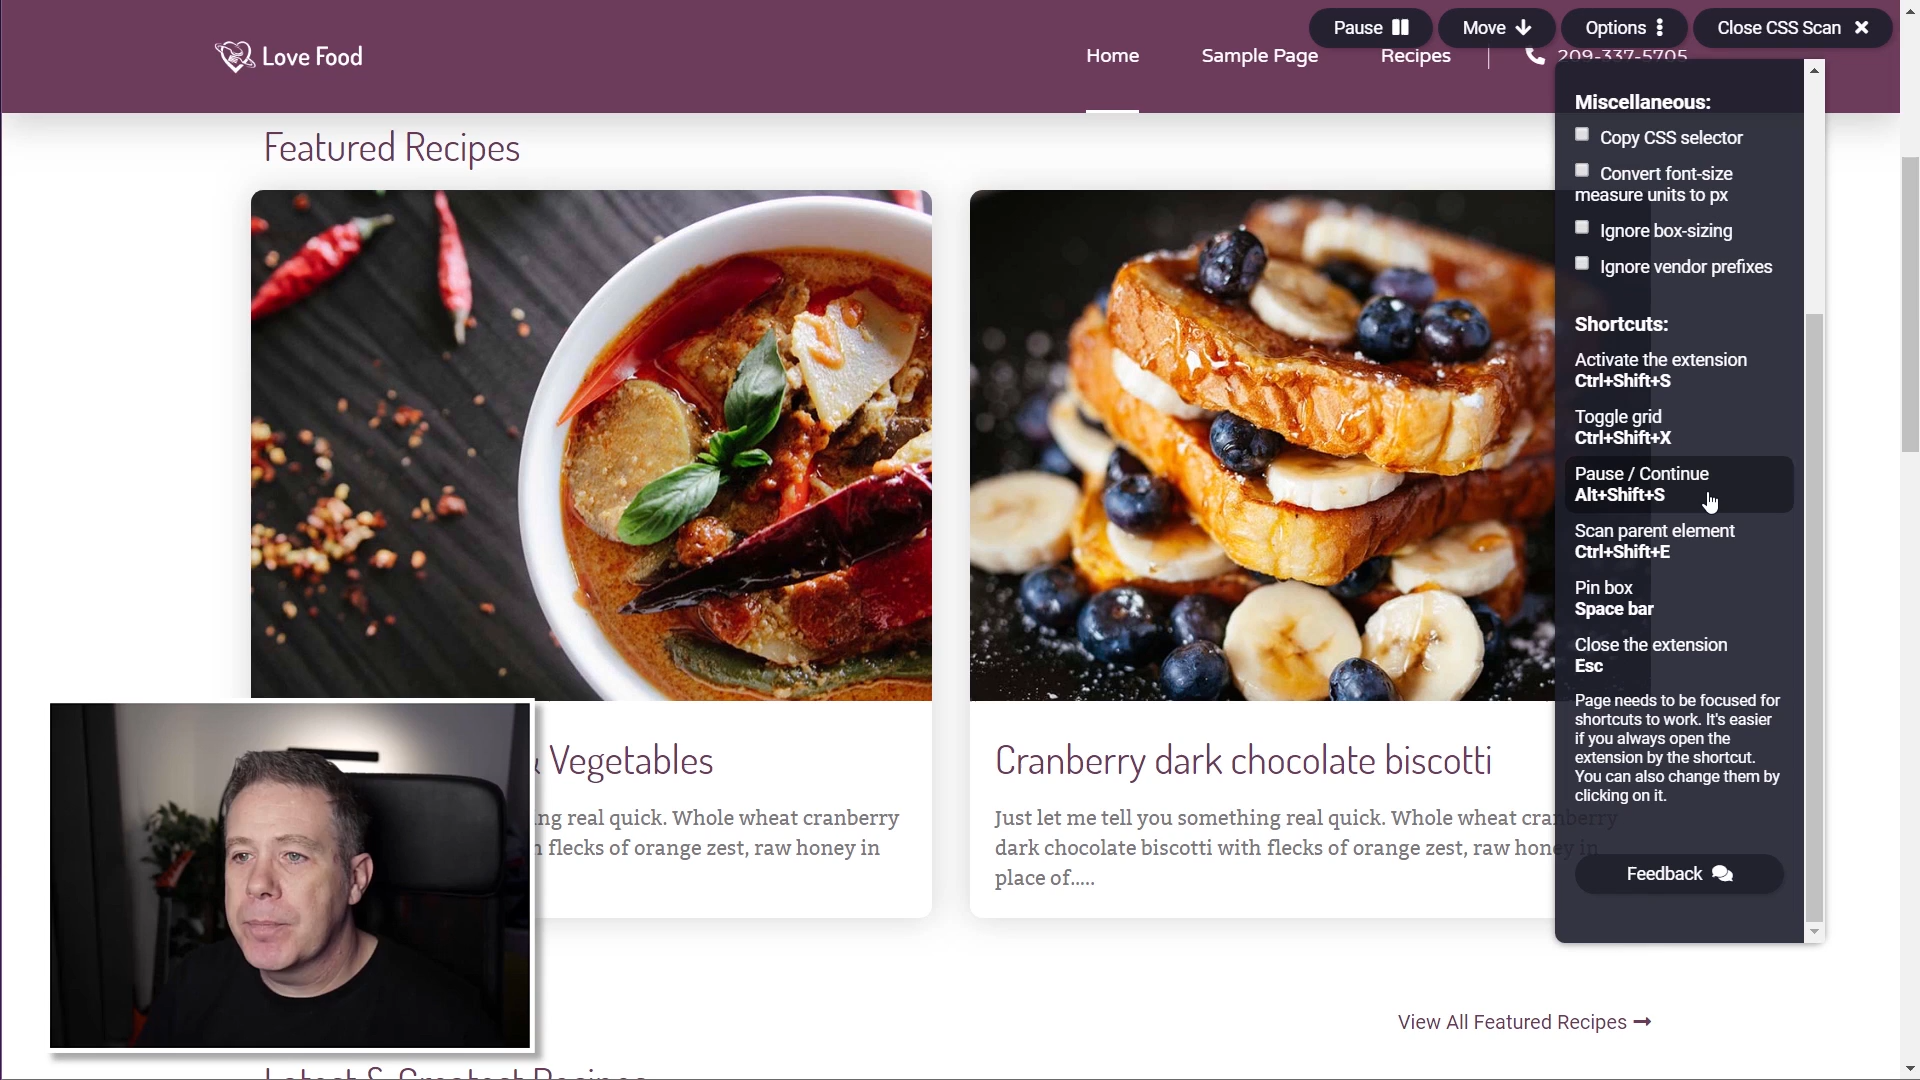 Pause
Move
Options
Close CSS Scan
Love Food
Home
Sample Page
Recipes
209-337-5705
Featured Recipes
Miscellaneous:
Copy CSS selector
Convert font-size
measure units to px
Ignore box-sizing
Ignore vendor prefixes
Shortcuts:
Activate the extension
Ctrl+Shift+S
Toggle grid
Ctrl+Shift+X
Pause / Continue
Alt+Shift+S
Scan parent element
Ctrl+Shift+E
Pin box
Space bar
Close the extension
Esc
Page needs to be focused for
shortcuts to work. It's easier
if you always open the
extension by the shortcut.
You can also change them by
clicking on it.
Feedback
& Vegetables
ing real quick. Whole wheat cranberry
flecks of orange zest, raw honey in
Cranberry dark chocolate biscotti
Just let me tell you something real quick. Whole wheat cranberry
dark chocolate biscotti with flecks of orange zest, raw honey in
place of.....
View All Featured Recipes
Latest & Greatest Recipes